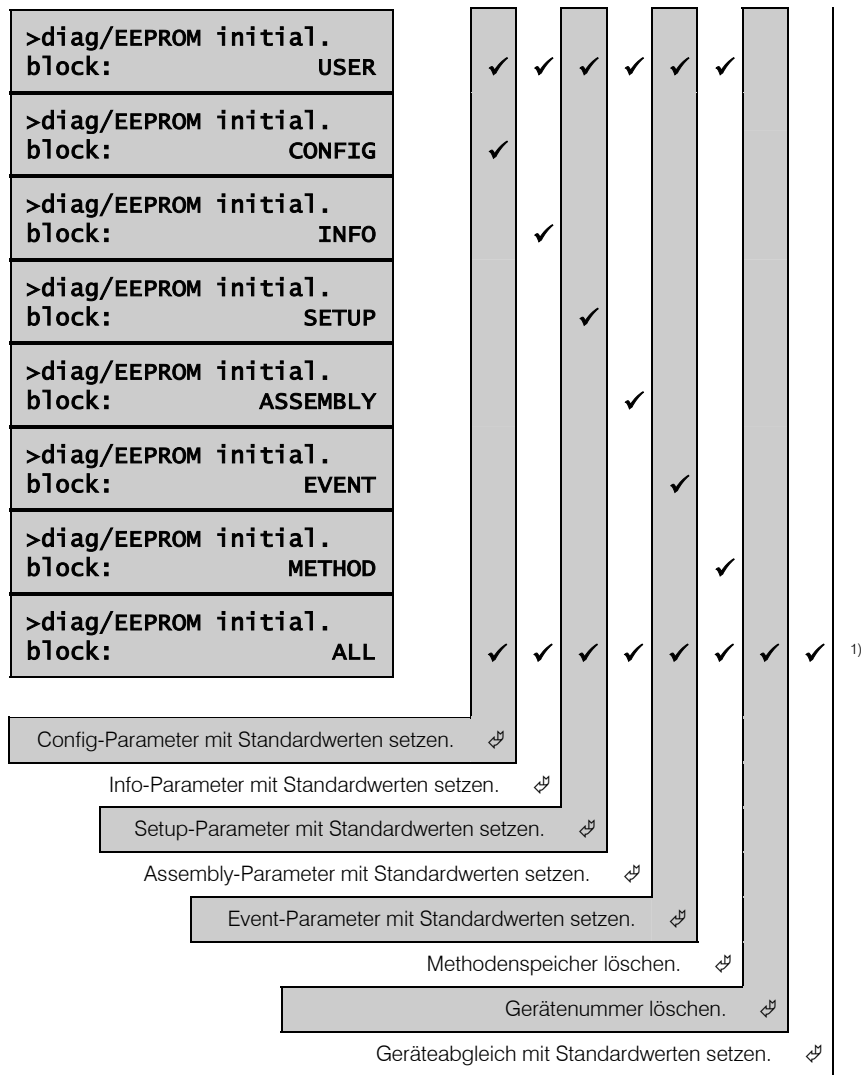 >diag/EEPROM initial.
block: USER ✓ ✓ ✓ ✓ ✓ ✓
>diag/EEPROM initial.
block: CONFIG ✓
>diag/EEPROM initial.
block: INFO ✓
>diag/EEPROM initial.
block: SETUP ✓
>diag/EEPROM initial.
block: ASSEMBLY ✓
>diag/EEPROM initial.
block: EVENT ✓
>diag/EEPROM initial.
block: METHOD ✓
>diag/EEPROM initial.
block: ALL ✓ ✓ ✓ ✓ ✓ ✓ ✓ ✓ 1)
Config-Parameter mit Standardwerten setzen.
Info-Parameter mit Standardwerten setzen.
Setup-Parameter mit Standardwerten setzen.
Assembly-Parameter mit Standardwerten setzen.
Event-Parameter mit Standardwerten setzen.
Methodenspeicher löschen.
Gerätenummer löschen.
Geräteabgleich mit Standardwerten setzen.